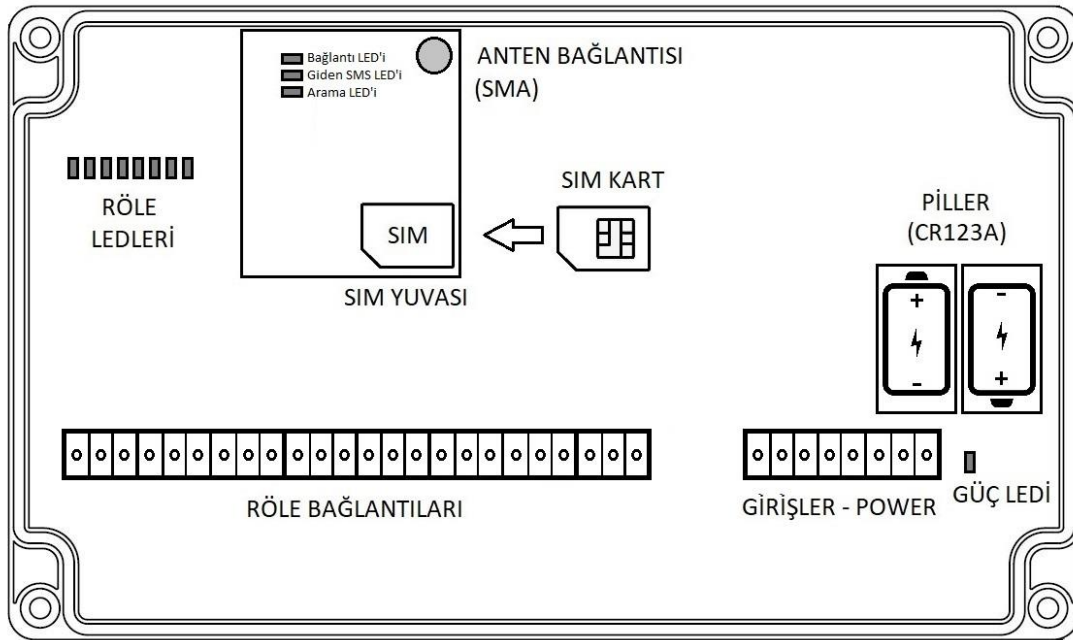 Bağlantı LED'i
Giden SMS LED'i
Arama LED'i
ANTEN BAĞLANTISI
(SMA)
RÖLE
LEDLERİ
SIM
SIM KART
SIM YUVASI
PİLLER
(CR123A)
+
-
-
+
RÖLE BAĞLANTILARI
GİRİŞLER - POWER
GÜÇ LEDİ